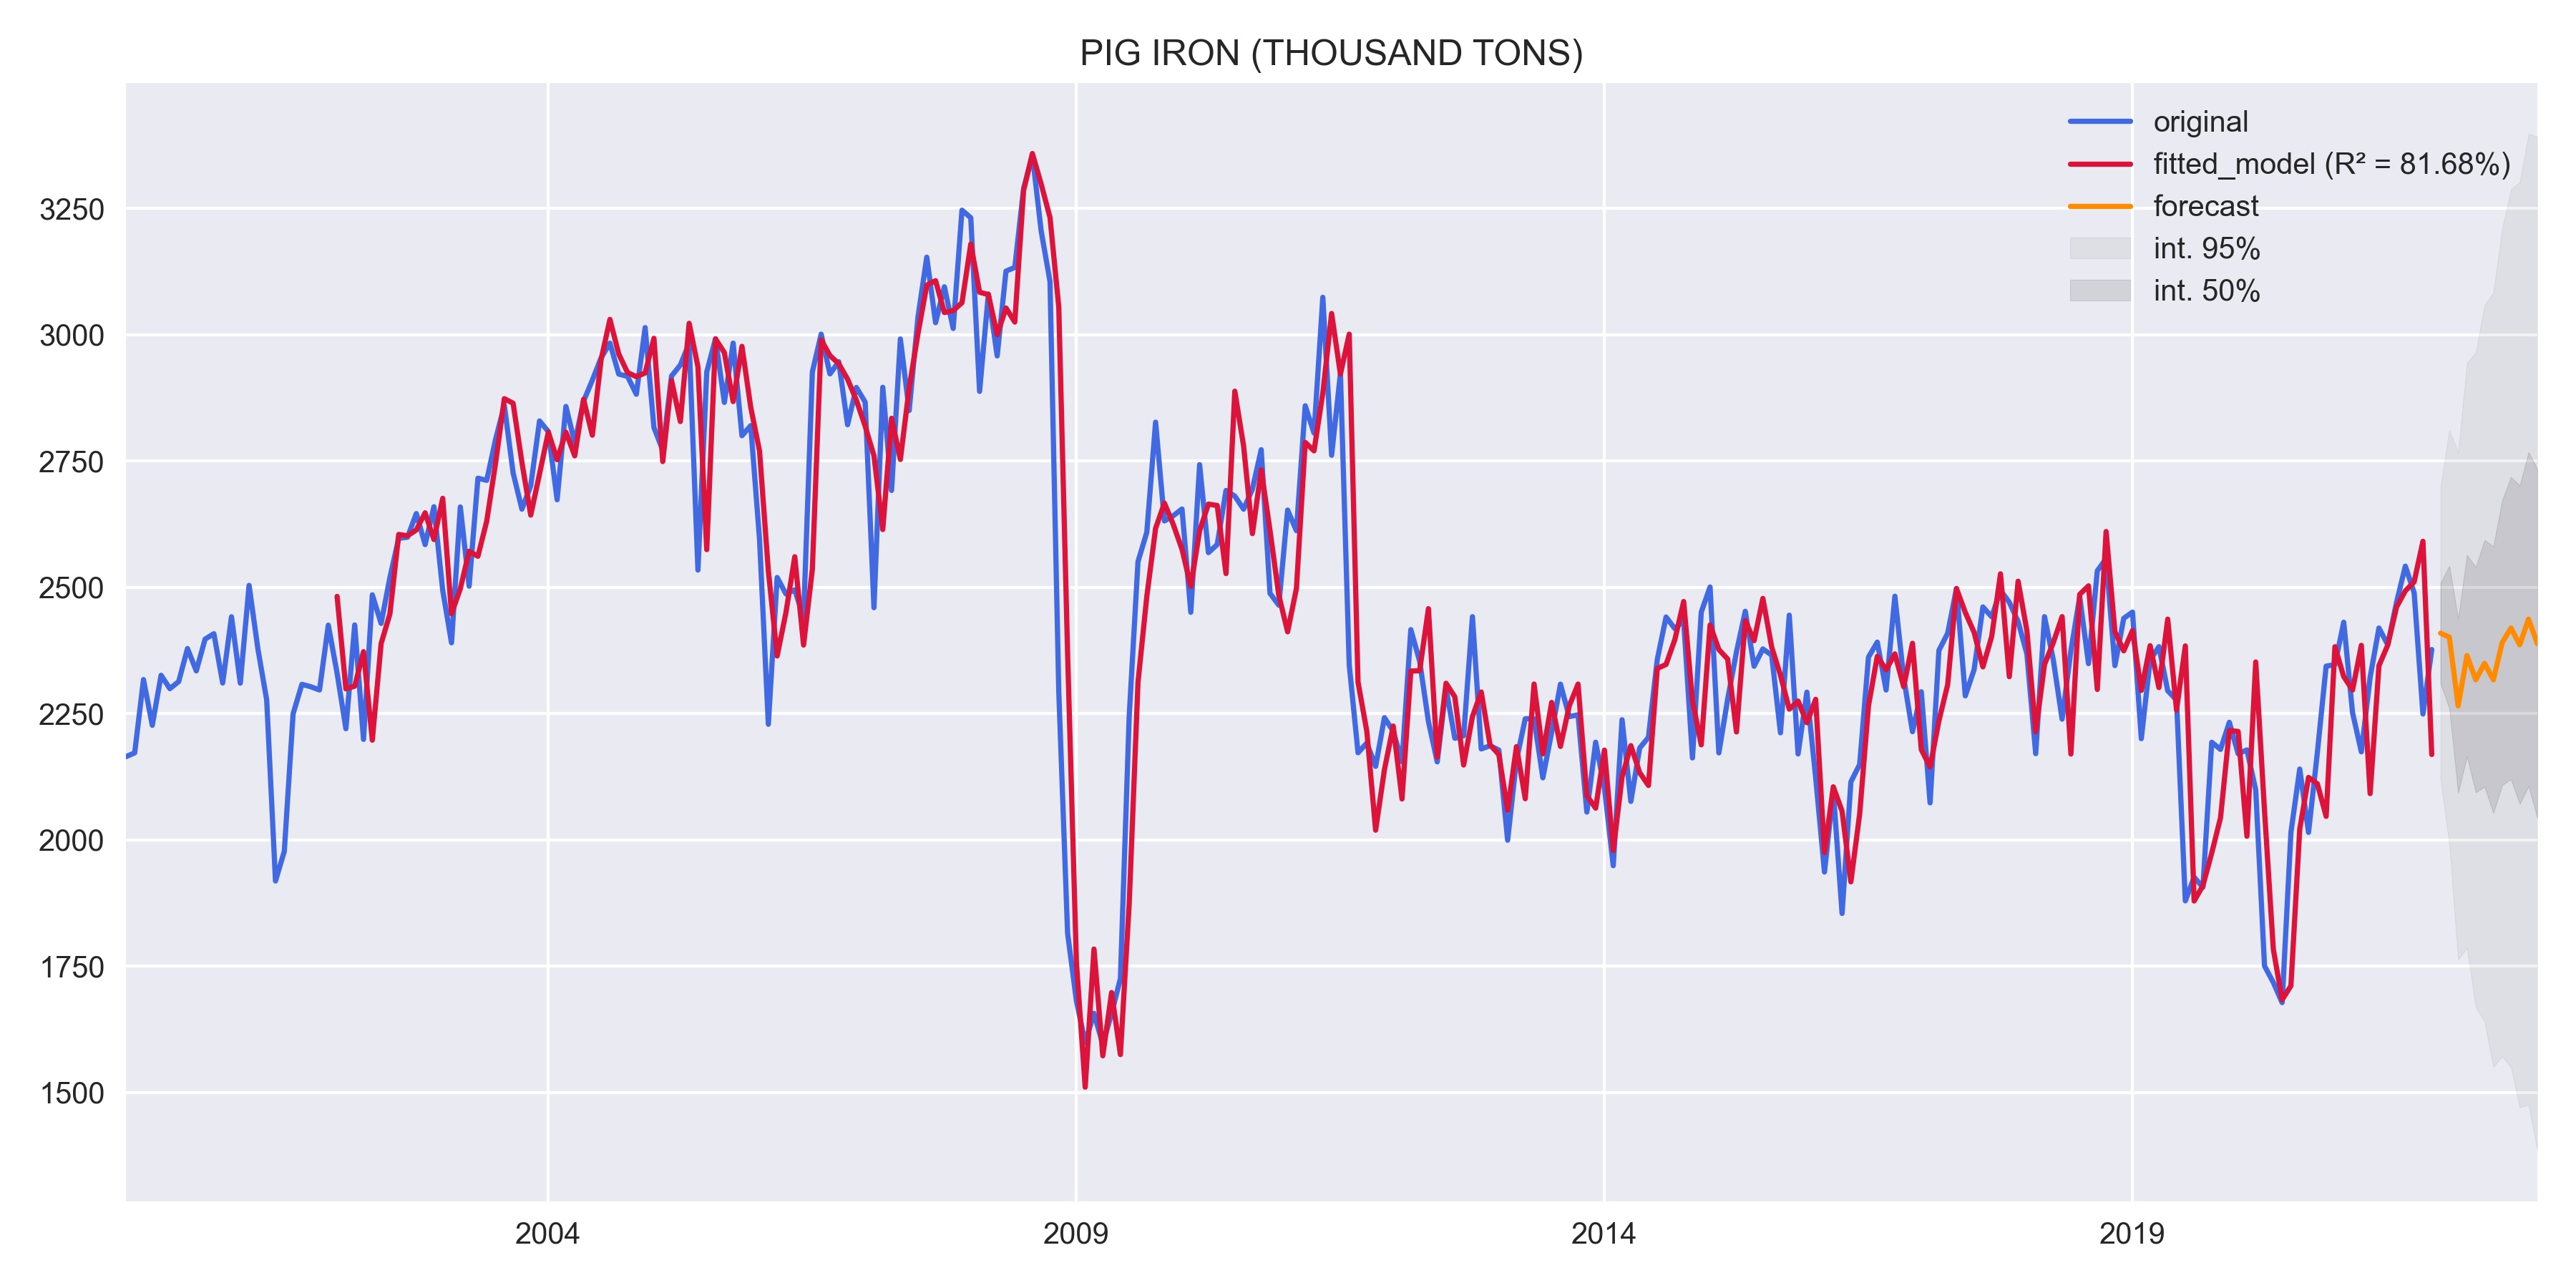 PIG IRON (THOUSAND TONS)
original
fitted_model (R² = 81.68%)
forecast
int. 95%
int. 50%
3250
3000
2750
2500
2250
2000
1750
1500
2004
2009
2014
2019